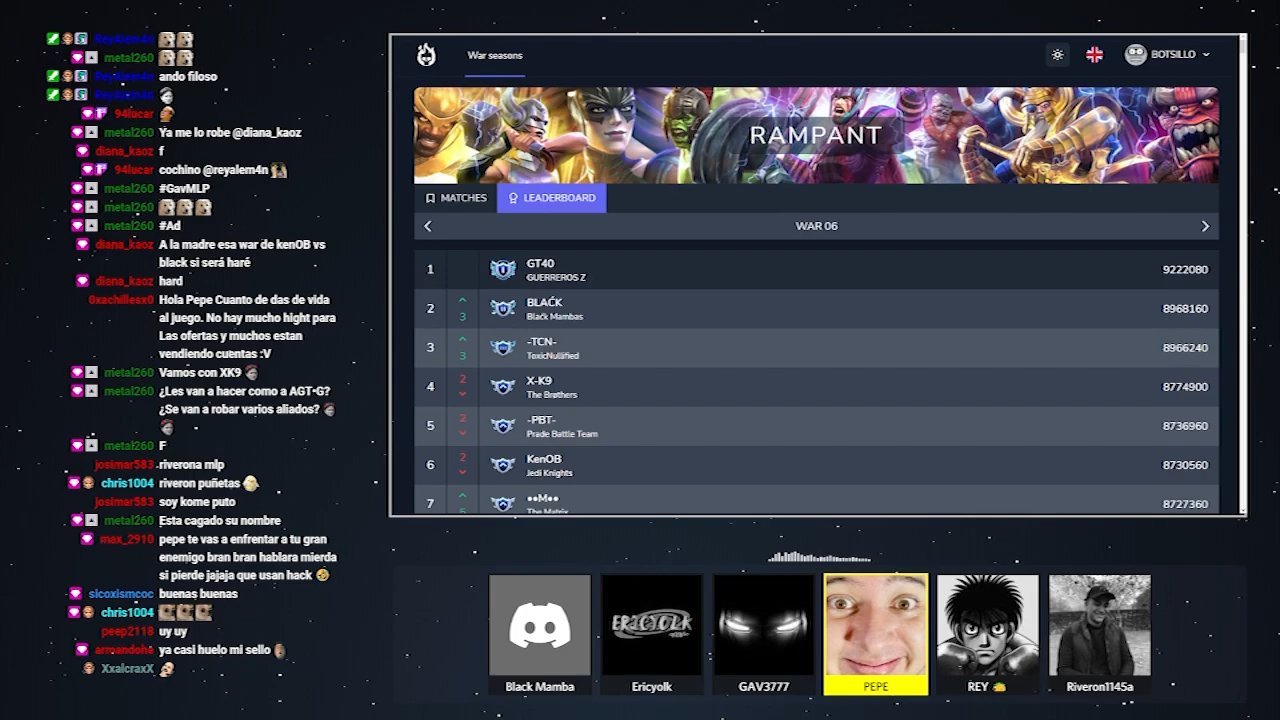 ReyAlem4n
metal260
ReyAlem4n ando filoso
ReyAlem4n
94lucar
metal260 Ya me lo robe @diana_kaoz
diana_kaoz f
94lucar cochino @reyalem4n
metal260 #GavMLP
metal260
metal260 #Ad
diana_kaoz A la madre esa war de kenOB vs
black si será haré
diana_kaoz hard
0xachillesx0 Hola Pepe Cuanto de das de vida
al juego. No hay mucho hight para
Las ofertas y muchos estan
vendiendo cuentas :V
metal260 Vamos con XK9
metal260 ¿Les van a hacer como a AGT-G?
¿Se van a robar varios aliados?
metal260 F
josimar583 riverona mlp
chris1004 riveron puñetas
josimar583 soy kome puto
metal260 Esta cagado su nombre
max_2910 pepe te vas a enfrentar a tu gran
enemigo bran bran hablara mierda
si pierde jajaja que usan hack
sicoxismcoc buenas buenas
chris1004
peep2118 uy uy
armandohe ya casi huelo mi sello
XxalcraxX
War seasons
BOTSILLO
RAMPANT
MATCHES
LEADERBOARD
WAR 06
1 GT40 9222080
GUERREROS Z
2 3 BLAĆK 8968160
Black Mambas
3 3 -TCN- 8966240
ToxicNullified
4 2 X-K9 8774900
The Brøthers
5 2 -PBT- 8736960
Prade Battle Team
6 2 KenOB 8730560
Jedi Knights
7 ••M•• 8727360
The Matrix
ERICYOLK
Black Mamba
Ericyolk
GAV3777
PEPE
REY
Riveron1145a